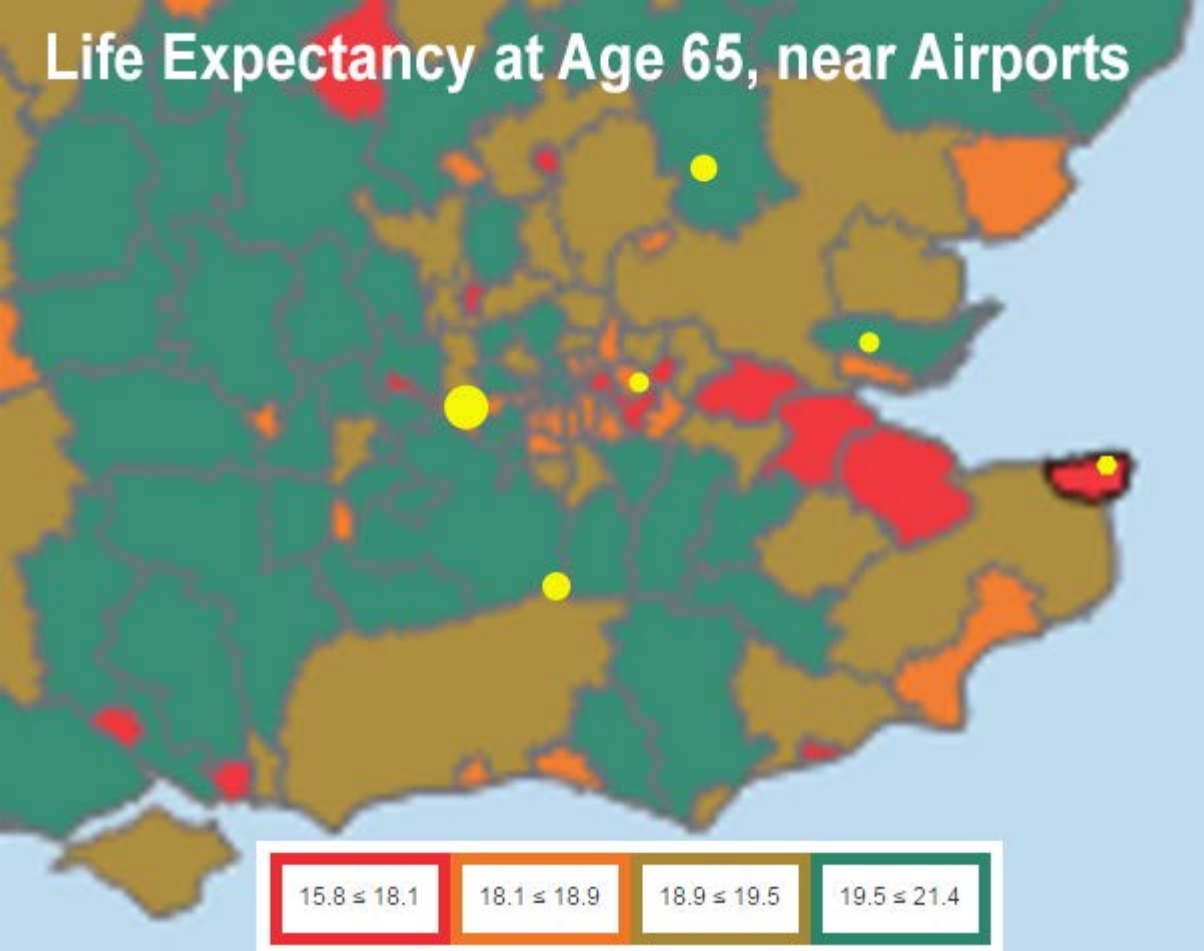 Life Expectancy at Age 65, near Airports
15.8 ≤ 18.1 18.1 ≤ 18.9 18.9 ≤ 19.5 19.5 ≤ 21.4